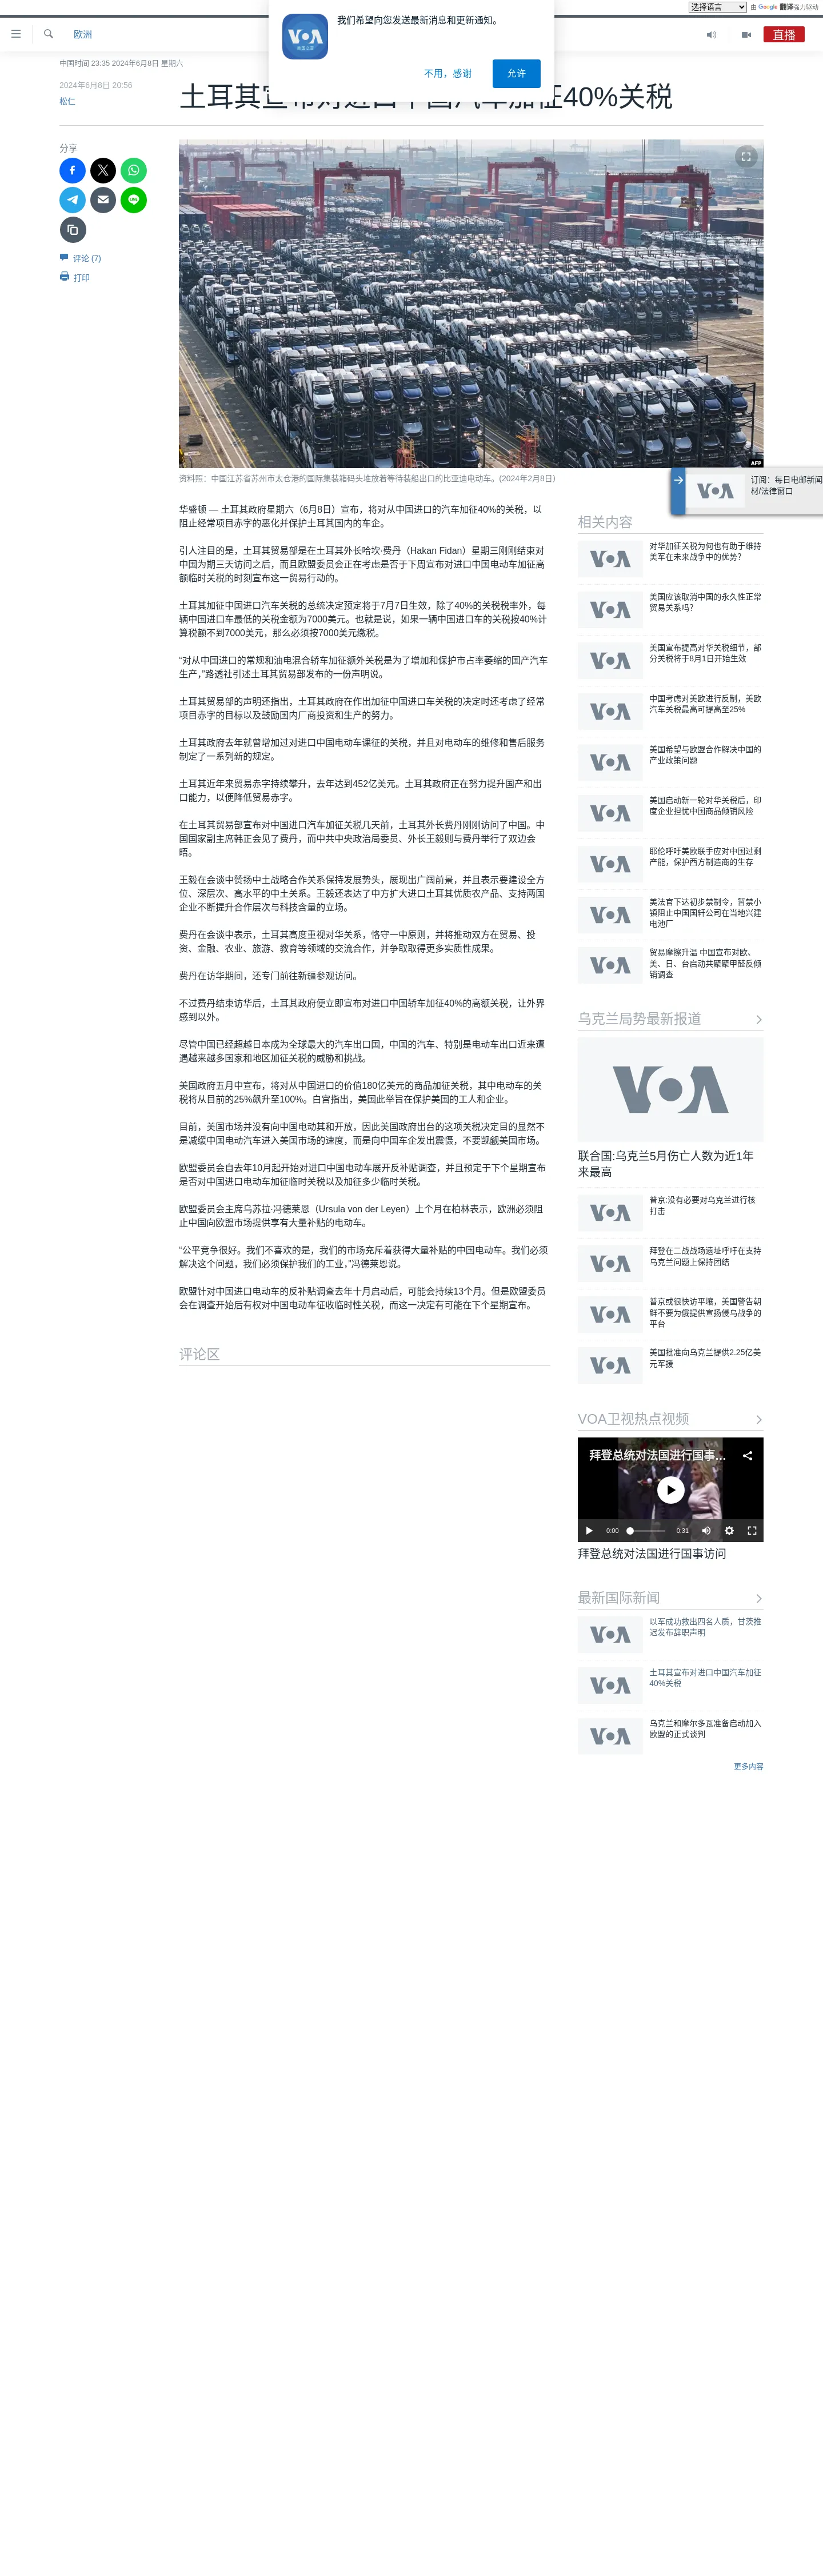 选择语言 由 Google 翻译强力驱动
我们希望向您发送最新消息和更新通知。
不用，感谢
允许
欧洲
直播
中国时间 23:35 2024年6月8日 星期六
土耳其宣布对进口中国汽车加征40%关税
2024年6月8日 20:56
松仁
分享
评论 (7)
打印
AFP
资料照：中国江苏省苏州市太仓港的国际集装箱码头堆放着等待装船出口的比亚迪电动车。(2024年2月8日）
VOA
订阅：每日电邮新闻
材/法律窗口
华盛顿 — 土耳其政府星期六（6月8日）宣布，将对从中国进口的汽车加征40%的关税，以
阻止经常项目赤字的恶化并保护土耳其国内的车企。
引人注目的是，土耳其贸易部是在土耳其外长哈坎·费丹（Hakan Fidan）星期三刚刚结束对
中国为期三天访问之后，而且欧盟委员会正在考虑是否于下周宣布对进口中国电动车加征高
额临时关税的时刻宣布这一贸易行动的。
土耳其加征中国进口汽车关税的总统决定预定将于7月7日生效，除了40%的关税税率外，每
辆中国进口车最低的关税金额为7000美元。也就是说，如果一辆中国进口车的关税按40%计
算税额不到7000美元，那么必须按7000美元缴税。
“对从中国进口的常规和油电混合轿车加征额外关税是为了增加和保护市占率萎缩的国产汽车
生产，”路透社引述土耳其贸易部发布的一份声明说。
土耳其贸易部的声明还指出，土耳其政府在作出加征中国进口车关税的决定时还考虑了经常
项目赤字的目标以及鼓励国内厂商投资和生产的努力。
土耳其政府去年就曾增加过对进口中国电动车课征的关税，并且对电动车的维修和售后服务
制定了一系列新的规定。
土耳其近年来贸易赤字持续攀升，去年达到452亿美元。土耳其政府正在努力提升国产和出
口能力，以便降低贸易赤字。
在土耳其贸易部宣布对中国进口汽车加征关税几天前，土耳其外长费丹刚刚访问了中国。中
国国家副主席韩正会见了费丹，而中共中央政治局委员、外长王毅则与费丹举行了双边会
晤。
王毅在会谈中赞扬中土战略合作关系保持发展势头，展现出广阔前景，并且表示要建设全方
位、深层次、高水平的中土关系。王毅还表达了中方扩大进口土耳其优质农产品、支持两国
企业不断提升合作层次与科技含量的立场。
费丹在会谈中表示，土耳其高度重视对华关系，恪守一中原则，并将推动双方在贸易、投
资、金融、农业、旅游、教育等领域的交流合作，并争取取得更多实质性成果。
费丹在访华期间，还专门前往新疆参观访问。
不过费丹结束访华后，土耳其政府便立即宣布对进口中国轿车加征40%的高额关税，让外界
感到以外。
尽管中国已经超越日本成为全球最大的汽车出口国，中国的汽车、特别是电动车出口近来遭
遇越来越多国家和地区加征关税的威胁和挑战。
美国政府五月中宣布，将对从中国进口的价值180亿美元的商品加征关税，其中电动车的关
税将从目前的25%飙升至100%。白宫指出，美国此举旨在保护美国的工人和企业。
目前，美国市场并没有向中国电动其和开放，因此美国政府出台的这项关税决定目的显然不
是减缓中国电动汽车进入美国市场的速度，而是向中国车企发出震慑，不要觊觎美国市场。
欧盟委员会自去年10月起开始对进口中国电动车展开反补贴调查，并且预定于下个星期宣布
是否对中国进口电动车加征临时关税以及加征多少临时关税。
欧盟委员会主席乌苏拉·冯德莱恩（Ursula von der Leyen）上个月在柏林表示，欧洲必须阻
止中国向欧盟市场提供享有大量补贴的电动车。
“公平竞争很好。我们不喜欢的是，我们的市场充斥着获得大量补贴的中国电动车。我们必须
解决这个问题，我们必须保护我们的工业，”冯德莱恩说。
欧盟针对中国进口电动车的反补贴调查去年十月启动后，可能会持续13个月。但是欧盟委员
会在调查开始后有权对中国电动车征收临时性关税，而这一决定有可能在下个星期宣布。
评论区
相关内容
对华加征关税为何也有助于维持
美军在未来战争中的优势？
美国应该取消中国的永久性正常
贸易关系吗？
美国宣布提高对华关税细节，部
分关税将于8月1日开始生效
中国考虑对美欧进行反制，美欧
汽车关税最高可提高至25%
美国希望与欧盟合作解决中国的
产业政策问题
美国启动新一轮对华关税后，印
度企业担忧中国商品倾销风险
耶伦呼吁美欧联手应对中国过剩
产能，保护西方制造商的生存
美法官下达初步禁制令，暂禁小
镇阻止中国国轩公司在当地兴建
电池厂
贸易摩擦升温 中国宣布对欧、
美、日、台启动共聚聚甲醛反倾
销调查
乌克兰局势最新报道
VOA
联合国:乌克兰5月伤亡人数为近1年
来最高
普京:没有必要对乌克兰进行核
打击
拜登在二战战场遗址呼吁在支持
乌克兰问题上保持团结
普京或很快访平壤，美国警告朝
鲜不要为俄提供宣扬侵乌战争的
平台
美国批准向乌克兰提供2.25亿美
元军援
VOA卫视热点视频
拜登总统对法国进行国事...
0:00
0:31
拜登总统对法国进行国事访问
最新国际新闻
以军成功救出四名人质，甘茨推
迟发布辞职声明
土耳其宣布对进口中国汽车加征
40%关税
乌克兰和摩尔多瓦准备启动加入
欧盟的正式谈判
更多内容